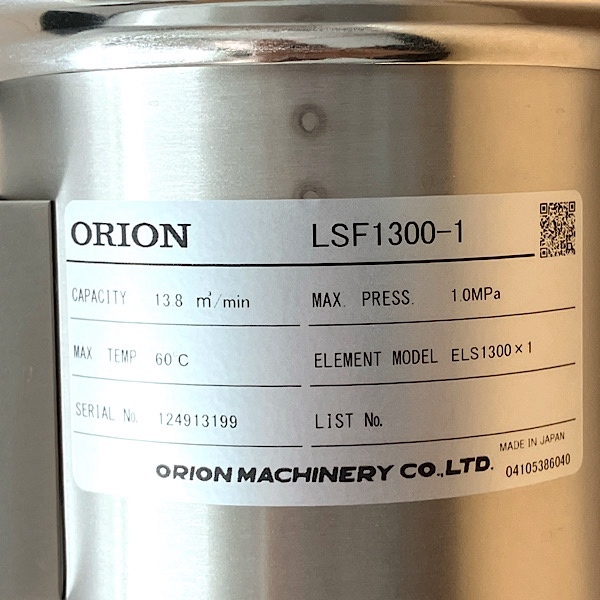 ORION LSF1300-1
CAPACITY 13.8 ㎥/min MAX. PRESS. 1.0MPa
MAX. TEMP 60℃ ELEMENT MODEL ELS1300×1
SERIAL No. 124913199 LIST No.
MADE IN JAPAN
ORION MACHINERY CO.,LTD. 04105386040